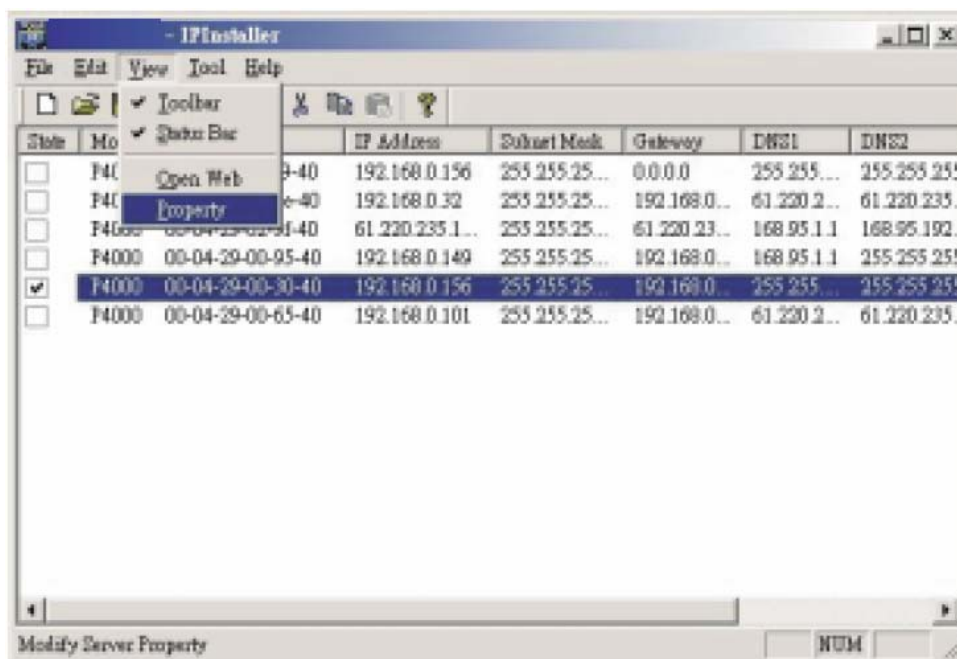 - IPInstaller
File Edit View Tool Help
Toolbar
Status Bar
Open Web
Property
State Mo IP Address Subnet Mask Gateway DNS1 DNS2
P40 9-40 192.168.0.156 255.255.25... 0.0.0.0 255.255.... 255.255.255
P40 e-40 192.168.0.32 255.255.25... 192.168.0... 61.220.2... 61.220.235.
P4000 61.220.235.1... 255.255.25... 61.220.23... 168.95.1.1 168.95.192.
P4000 00-04-29-00-95-40 192.168.0.149 255.255.25... 192.168.0... 168.95.1.1 255.255.255
P4000 00-04-29-00-30-40 192.168.0.156 255.255.25... 192.168.0... 255.255.... 255.255.255
P4000 00-04-29-00-65-40 192.168.0.101 255.255.25... 192.168.0... 61.220.2... 61.220.235.
Modify Server Property NUM